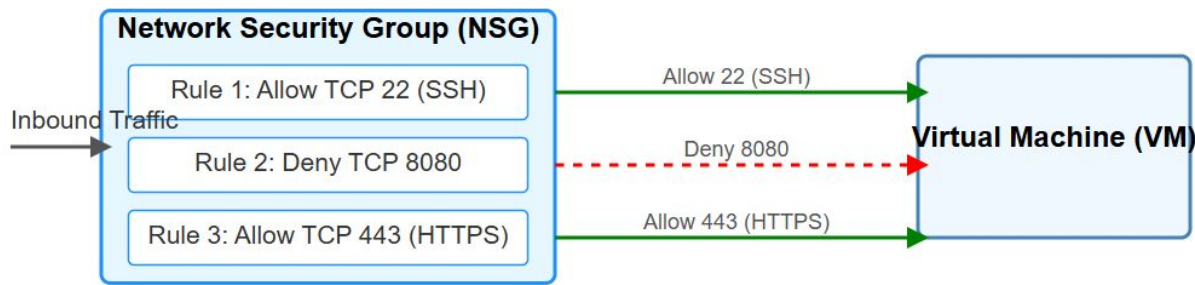 Network Security Group (NSG)
Rule 1: Allow TCP 22 (SSH)
Allow 22 (SSH)
Inbound Traffic
Rule 2: Deny TCP 8080
Deny 8080
Virtual Machine (VM)
Rule 3: Allow TCP 443 (HTTPS)
Allow 443 (HTTPS)